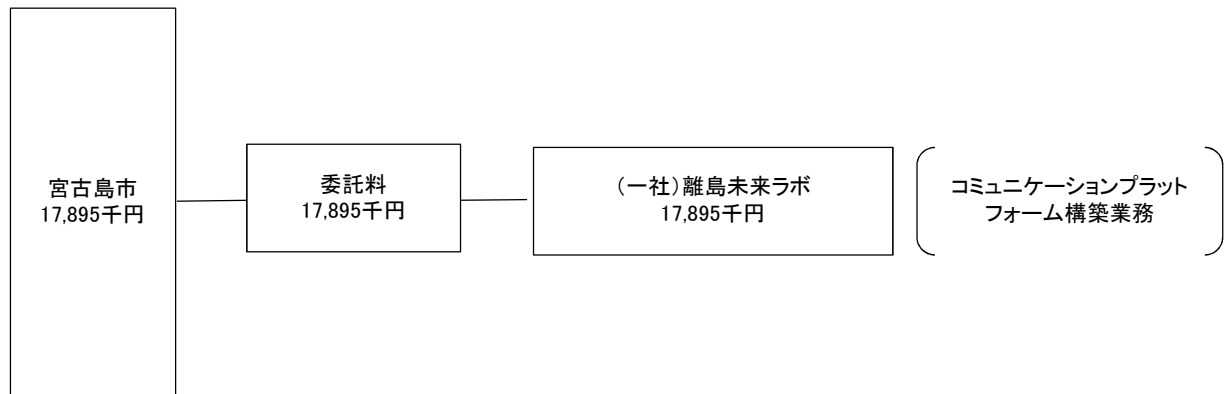 宮古島市
17,895千円
委託料
17,895千円
（一社）離島未来ラボ
17,895千円
コミュニケーションプラット
フォーム構築業務